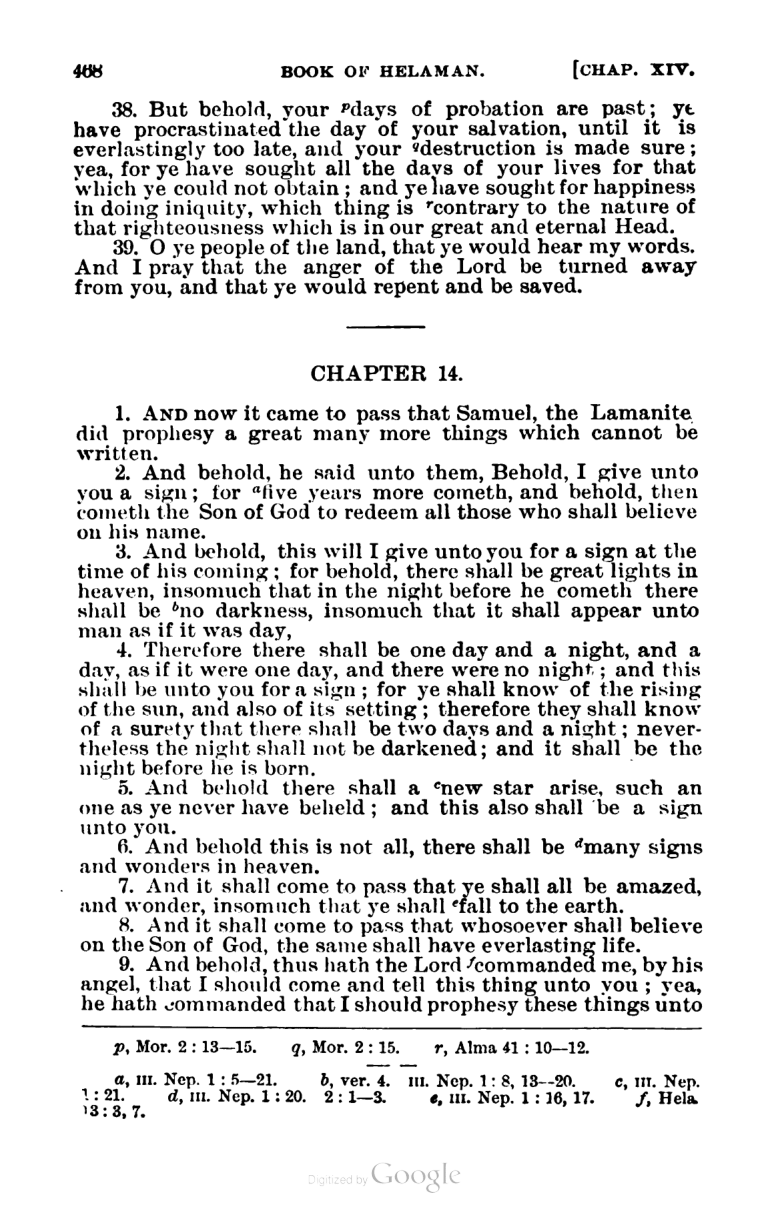 468 BOOK OF HELAMAN. [CHAP. XIV.
38. But behold, your pdays of probation are past; ye
have procrastinated the day of your salvation, until it is
everlastingly too late, and your qdestruction is made sure;
yea, for ye have sought all the days of your lives for that
which ye could not obtain; and ye have sought for happiness
in doing iniquity, which thing is rcontrary to the nature of
that righteousness which is in our great and eternal Head.
39. O ye people of the land, that ye would hear my words.
And I pray that the anger of the Lord be turned away
from you, and that ye would repent and be saved.
CHAPTER 14.
1. AND now it came to pass that Samuel, the Lamanite
did prophesy a great many more things which cannot be
written.
2. And behold, he said unto them, Behold, I give unto
you a sign; for afive years more cometh, and behold, then
cometh the Son of God to redeem all those who shall believe
on his name.
3. And behold, this will I give unto you for a sign at the
time of his coming; for behold, there shall be great lights in
heaven, insomuch that in the night before he cometh there
shall be bno darkness, insomuch that it shall appear unto
man as if it was day,
4. Therefore there shall be one day and a night, and a
day, as if it were one day, and there were no night; and this
shall be unto you for a sign; for ye shall know of the rising
of the sun, and also of its setting; therefore they shall know
of a surety that there shall be two days and a night; never-
theless the night shall not be darkened; and it shall be the
night before he is born.
5. And behold there shall a cnew star arise, such an
one as ye never have beheld; and this also shall be a sign
unto you.
6. And behold this is not all, there shall be dmany signs
and wonders in heaven.
7. And it shall come to pass that ye shall all be amazed,
and wonder, insomuch that ye shall efall to the earth.
8. And it shall come to pass that whosoever shall believe
on the Son of God, the same shall have everlasting life.
9. And behold, thus hath the Lord fcommanded me, by his
angel, that I should come and tell this thing unto you; yea,
he hath commanded that I should prophesy these things unto
p, Mor. 2:13—15. q, Mor. 2:15. r, Alma 41:10—12.
a, III. Nep. 1:5—21. b, ver. 4. III. Nep. 1:8, 13—20. c, III. Nep.
1:21. d, III. Nep. 1:20. 2:1—3. e, III. Nep. 1:16, 17. f, Hela.
13:3, 7.
Digitized by Google